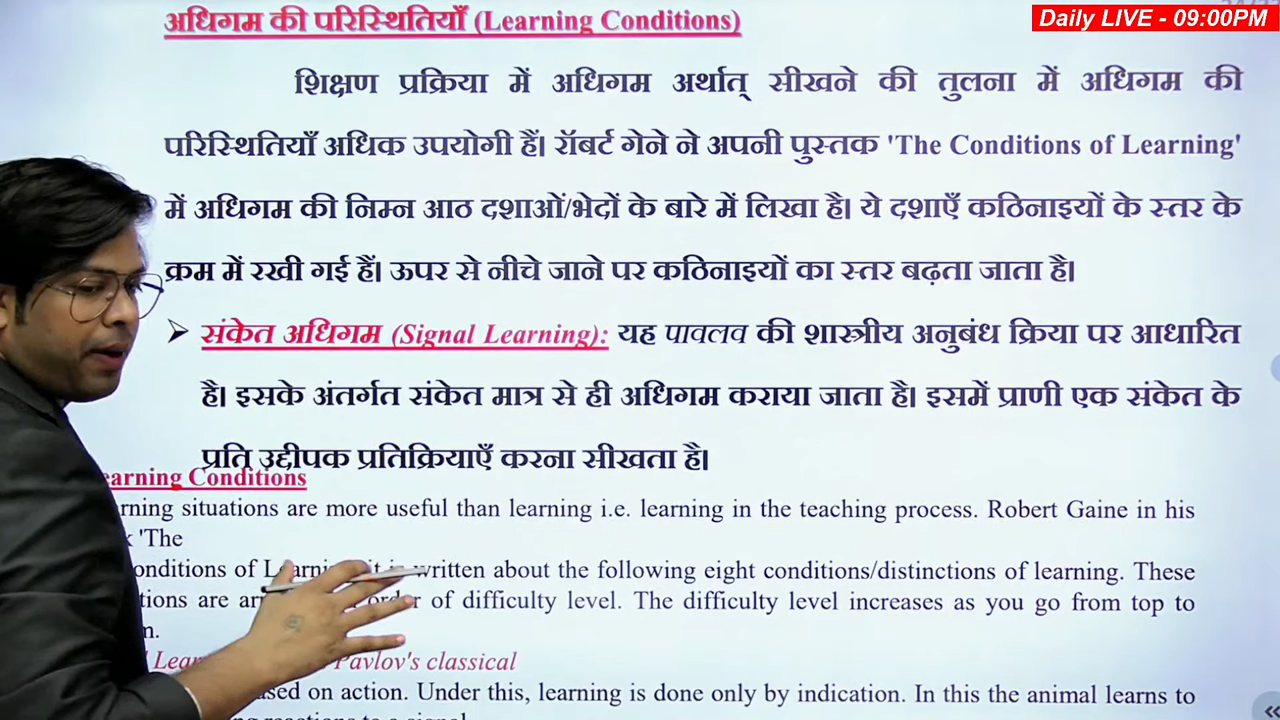 अधिगम की परिस्थितियाँ (Learning Conditions)
Daily LIVE - 09:00PM
शिक्षण प्रक्रिया में अधिगम अर्थात् सीखने की तुलना में अधिगम की
परिस्थितियाँ अधिक उपयोगी हैं। रॉबर्ट गेने ने अपनी पुस्तक 'The Conditions of Learning'
में अधिगम की निम्न आठ दशाओं/भेदों के बारे में लिखा है। ये दशाएँ कठिनाइयों के स्तर के
क्रम में रखी गई हैं। ऊपर से नीचे जाने पर कठिनाइयों का स्तर बढ़ता जाता है।
➤ संकेत अधिगम (Signal Learning): यह पावलव की शास्त्रीय अनुबंध क्रिया पर आधारित
है। इसके अंतर्गत संकेत मात्र से ही अधिगम कराया जाता है। इसमें प्राणी एक संकेत के
प्रति उद्दीपक प्रतिक्रियाएँ करना सीखता है।
earning Conditions
rning situations are more useful than learning i.e. learning in the teaching process. Robert Gaine in his
'The
onditions of written about the following eight conditions/distinctions of learning. These
tions are of difficulty level. The difficulty level increases as you go from top to
Pavlov's classical
on action. Under this, learning is done only by indication. In this the animal learns to